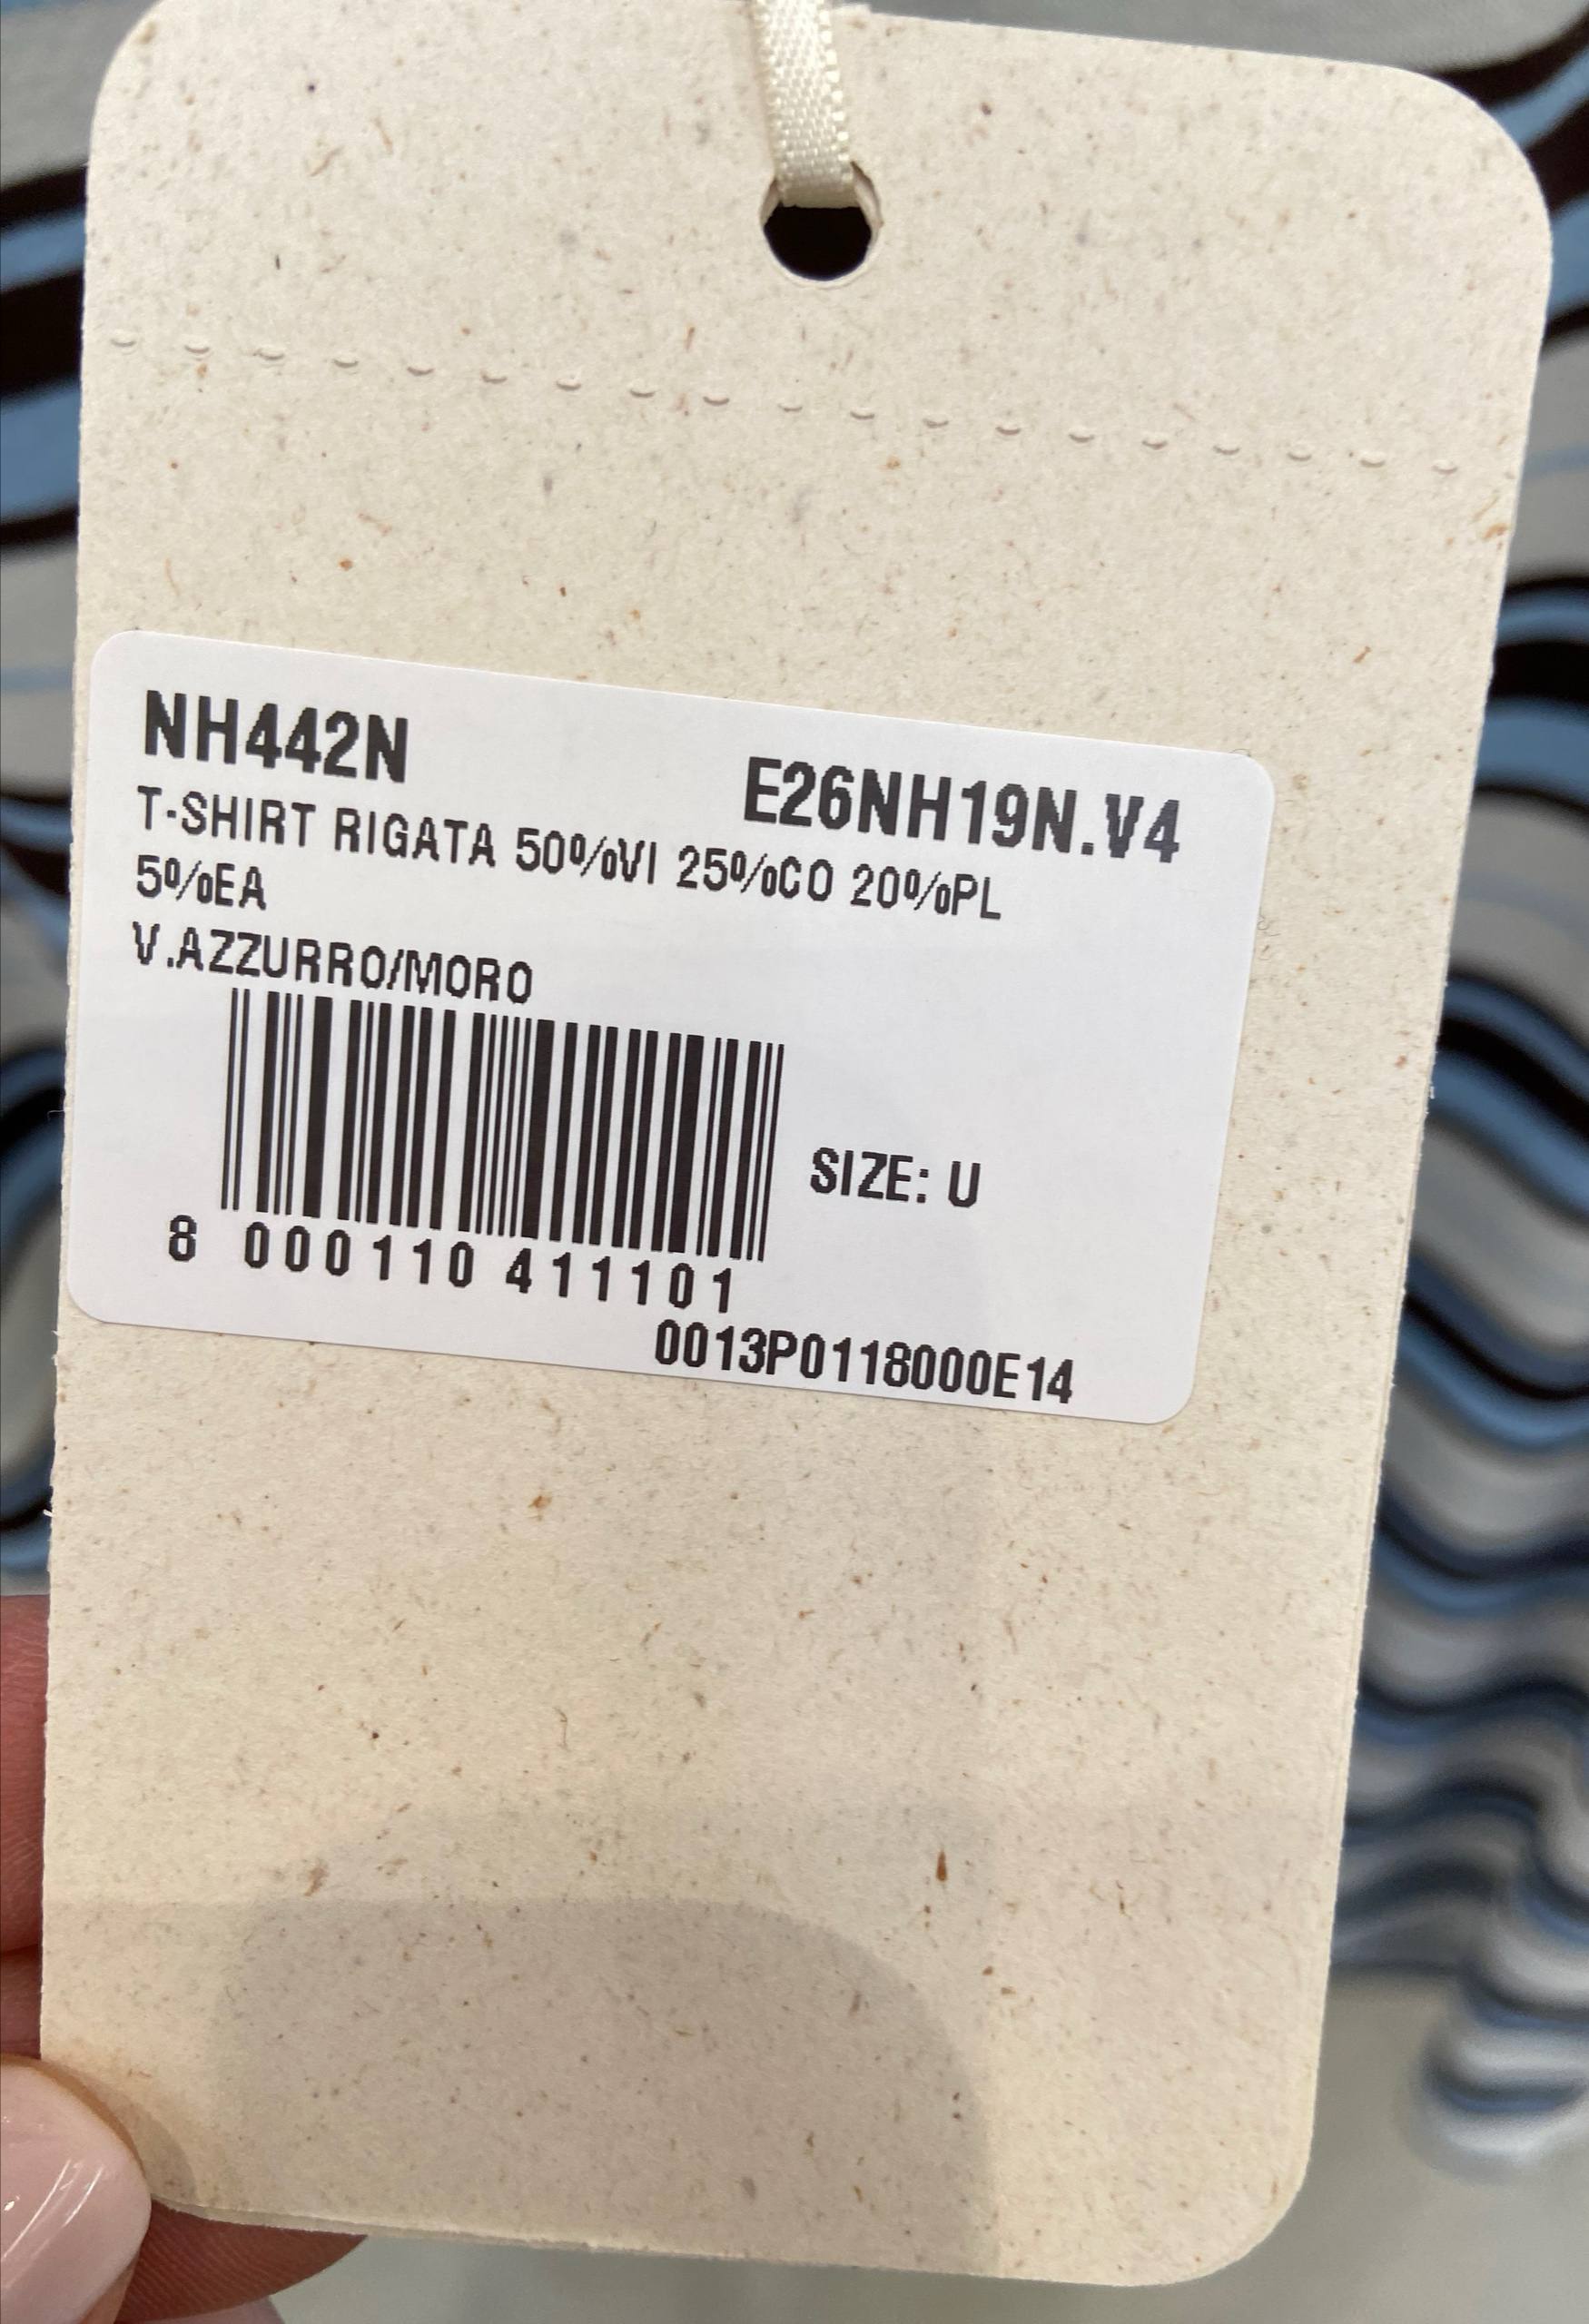 NH442N E26NH19N.V4
T-SHIRT RIGATA 50%VI 25%CO 20%PL
5%EA
V.AZZURRO/MORO
SIZE: U
8 000110 411101
0013P0118000E14